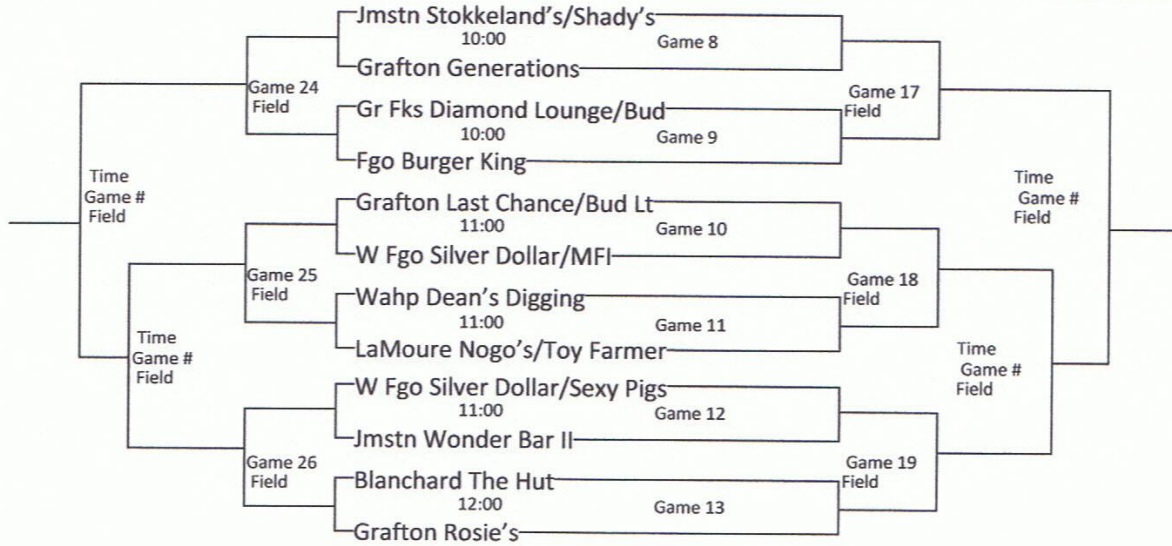 Jmstn Stokkeland's/Shady's
10:00 Game 8
Grafton Generations
Game 24
Field
Game 17
Field
Gr Fks Diamond Lounge/Bud
10:00 Game 9
Fgo Burger King
Time
Game #
Field
Time
Game #
Field
Grafton Last Chance/Bud Lt
11:00 Game 10
W Fgo Silver Dollar/MFI
Game 25
Field
Game 18
Field
Wahp Dean's Digging
11:00 Game 11
LaMoure Nogo's/Toy Farmer
Time
Game #
Field
Time
Game #
Field
W Fgo Silver Dollar/Sexy Pigs
11:00 Game 12
Jmstn Wonder Bar II
Game 26
Field
Game 19
Field
Blanchard The Hut
12:00 Game 13
Grafton Rosie's